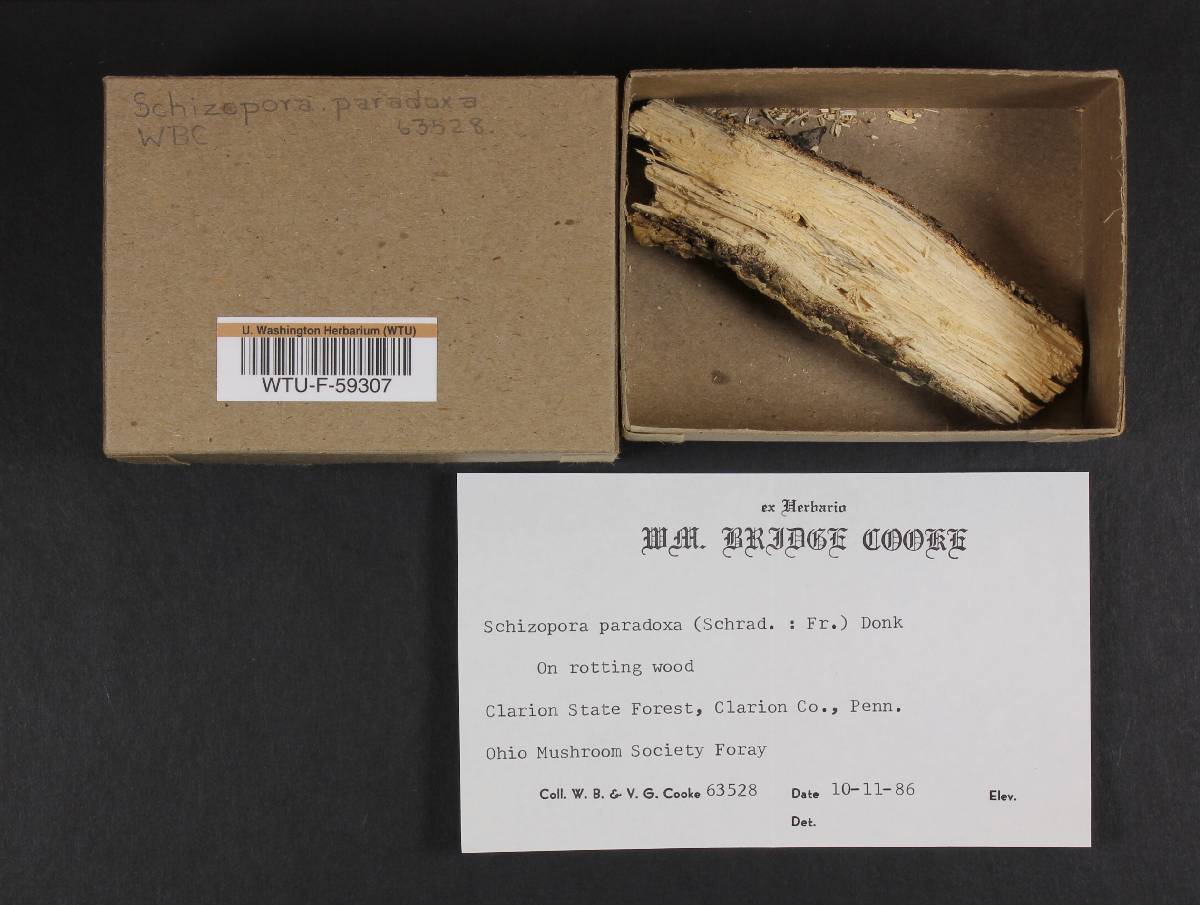 Schizopora paradoxa
WBC 63528.
U. Washington Herbarium (WTU)
WTU-F-59307
ex Herbario
WM. BRIDGE COOKE
Schizopora paradoxa (Schrad. : Fr.) Donk
On rotting wood
Clarion State Forest, Clarion Co., Penn.
Ohio Mushroom Society Foray
Coll. W. B. & V. G. Cooke 63528 Date 10-11-86 Elev.
Det.